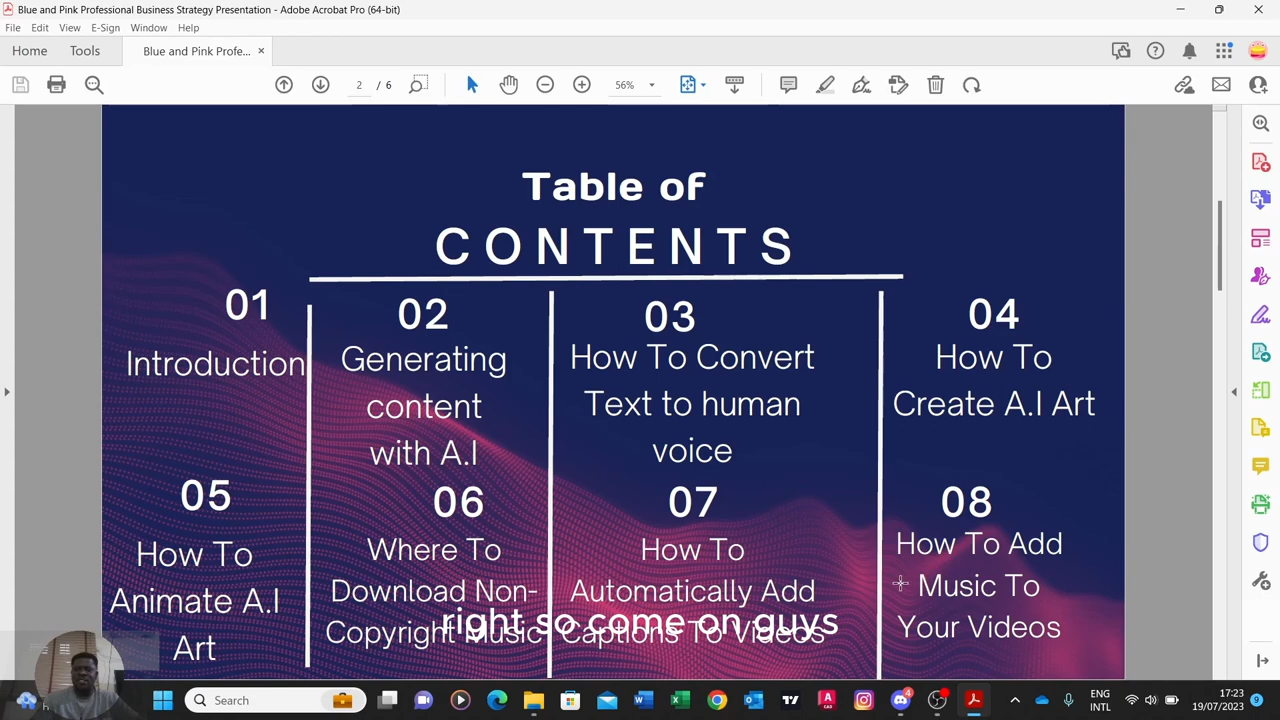 Blue and Pink Professional Business Strategy Presentation - Adobe Acrobat Pro (64-bit)
File Edit View E-Sign Window Help
Home Tools Blue and Pink Profe... ×
2 / 6 56%
Table of
CONTENTS
01
Introduction
02
Generating
content
with A.I
03
How To Convert
Text to human
voice
04
How To
Create A.I Art
05
How To
Animate A.I
Art
06
Where To
Download Non-
Copyright Music
07
How To
Automatically Add
Captions To Videos
08
How To Add
Music To
Your Videos
right so come on guys
Search
4
ENG
INTL
17:23
19/07/2023
9